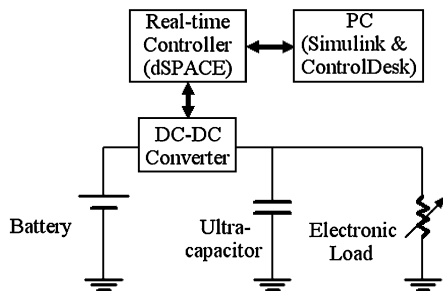 Real-time
Controller
(dSPACE)
PC
(Simulink &
ControlDesk)
DC-DC
Converter
Battery
Ultra-
capacitor
Electronic
Load